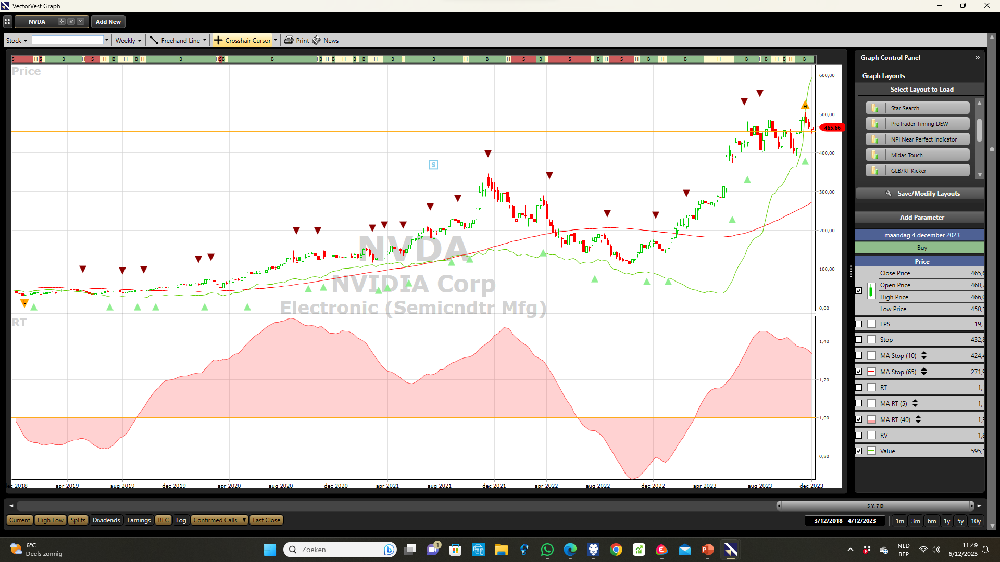 VectorVest Graph
NVDA
Add New
Stock
Weekly
Freehand Line
Crosshair Cursor
Print
News
S H S H B H S H B H B H B H S B H B H B H B H B H B H B H B H B H S B H S H B H S H B H B H B H B H B H B
Price
600,00
500,00
465,66
400,00
300,00
200,00
100,00
0,00
H
S
L
NVDA
NVIDIA Corp
Electronic (Semicndtr Mfg)
RT
1,40
1,20
1,00
0,80
dec 2018 apr 2019 aug 2019 dec 2019 apr 2020 aug 2020 dec 2020 apr 2021 aug 2021 dec 2021 apr 2022 aug 2022 dec 2022 apr 2023 aug 2023 dec 2023
Graph Control Panel
Graph Layouts
Select Layout to Load
Star Search
ProTrader Timing DEW
NPI Near Perfect Indicator
Midas Touch
GLB/RT Kicker
Save/Modify Layouts
Add Parameter
maandag 4 december 2023
Buy
Price
Close Price 465,6
Open Price 460,7
High Price 466,0
Low Price 450,1
EPS 19,3
Stop 432,8
MA Stop (10) 424,4
MA Stop (65) 271,9
RT 1,1
MA RT (5) 1,1
MA RT (40) 1,3
RV 1,8
Value 595,1
5 Y, 7 D
Current High Low Splits Dividends Earnings REC Log Confirmed Calls Last Close
3/12/2018 - 4/12/2023
1m 3m 6m 1y 5y 10y
6°C
Deels zonnig
Zoeken
1
9
NLD
BEP
11:49
6/12/2023